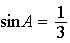 sin A = 1/3